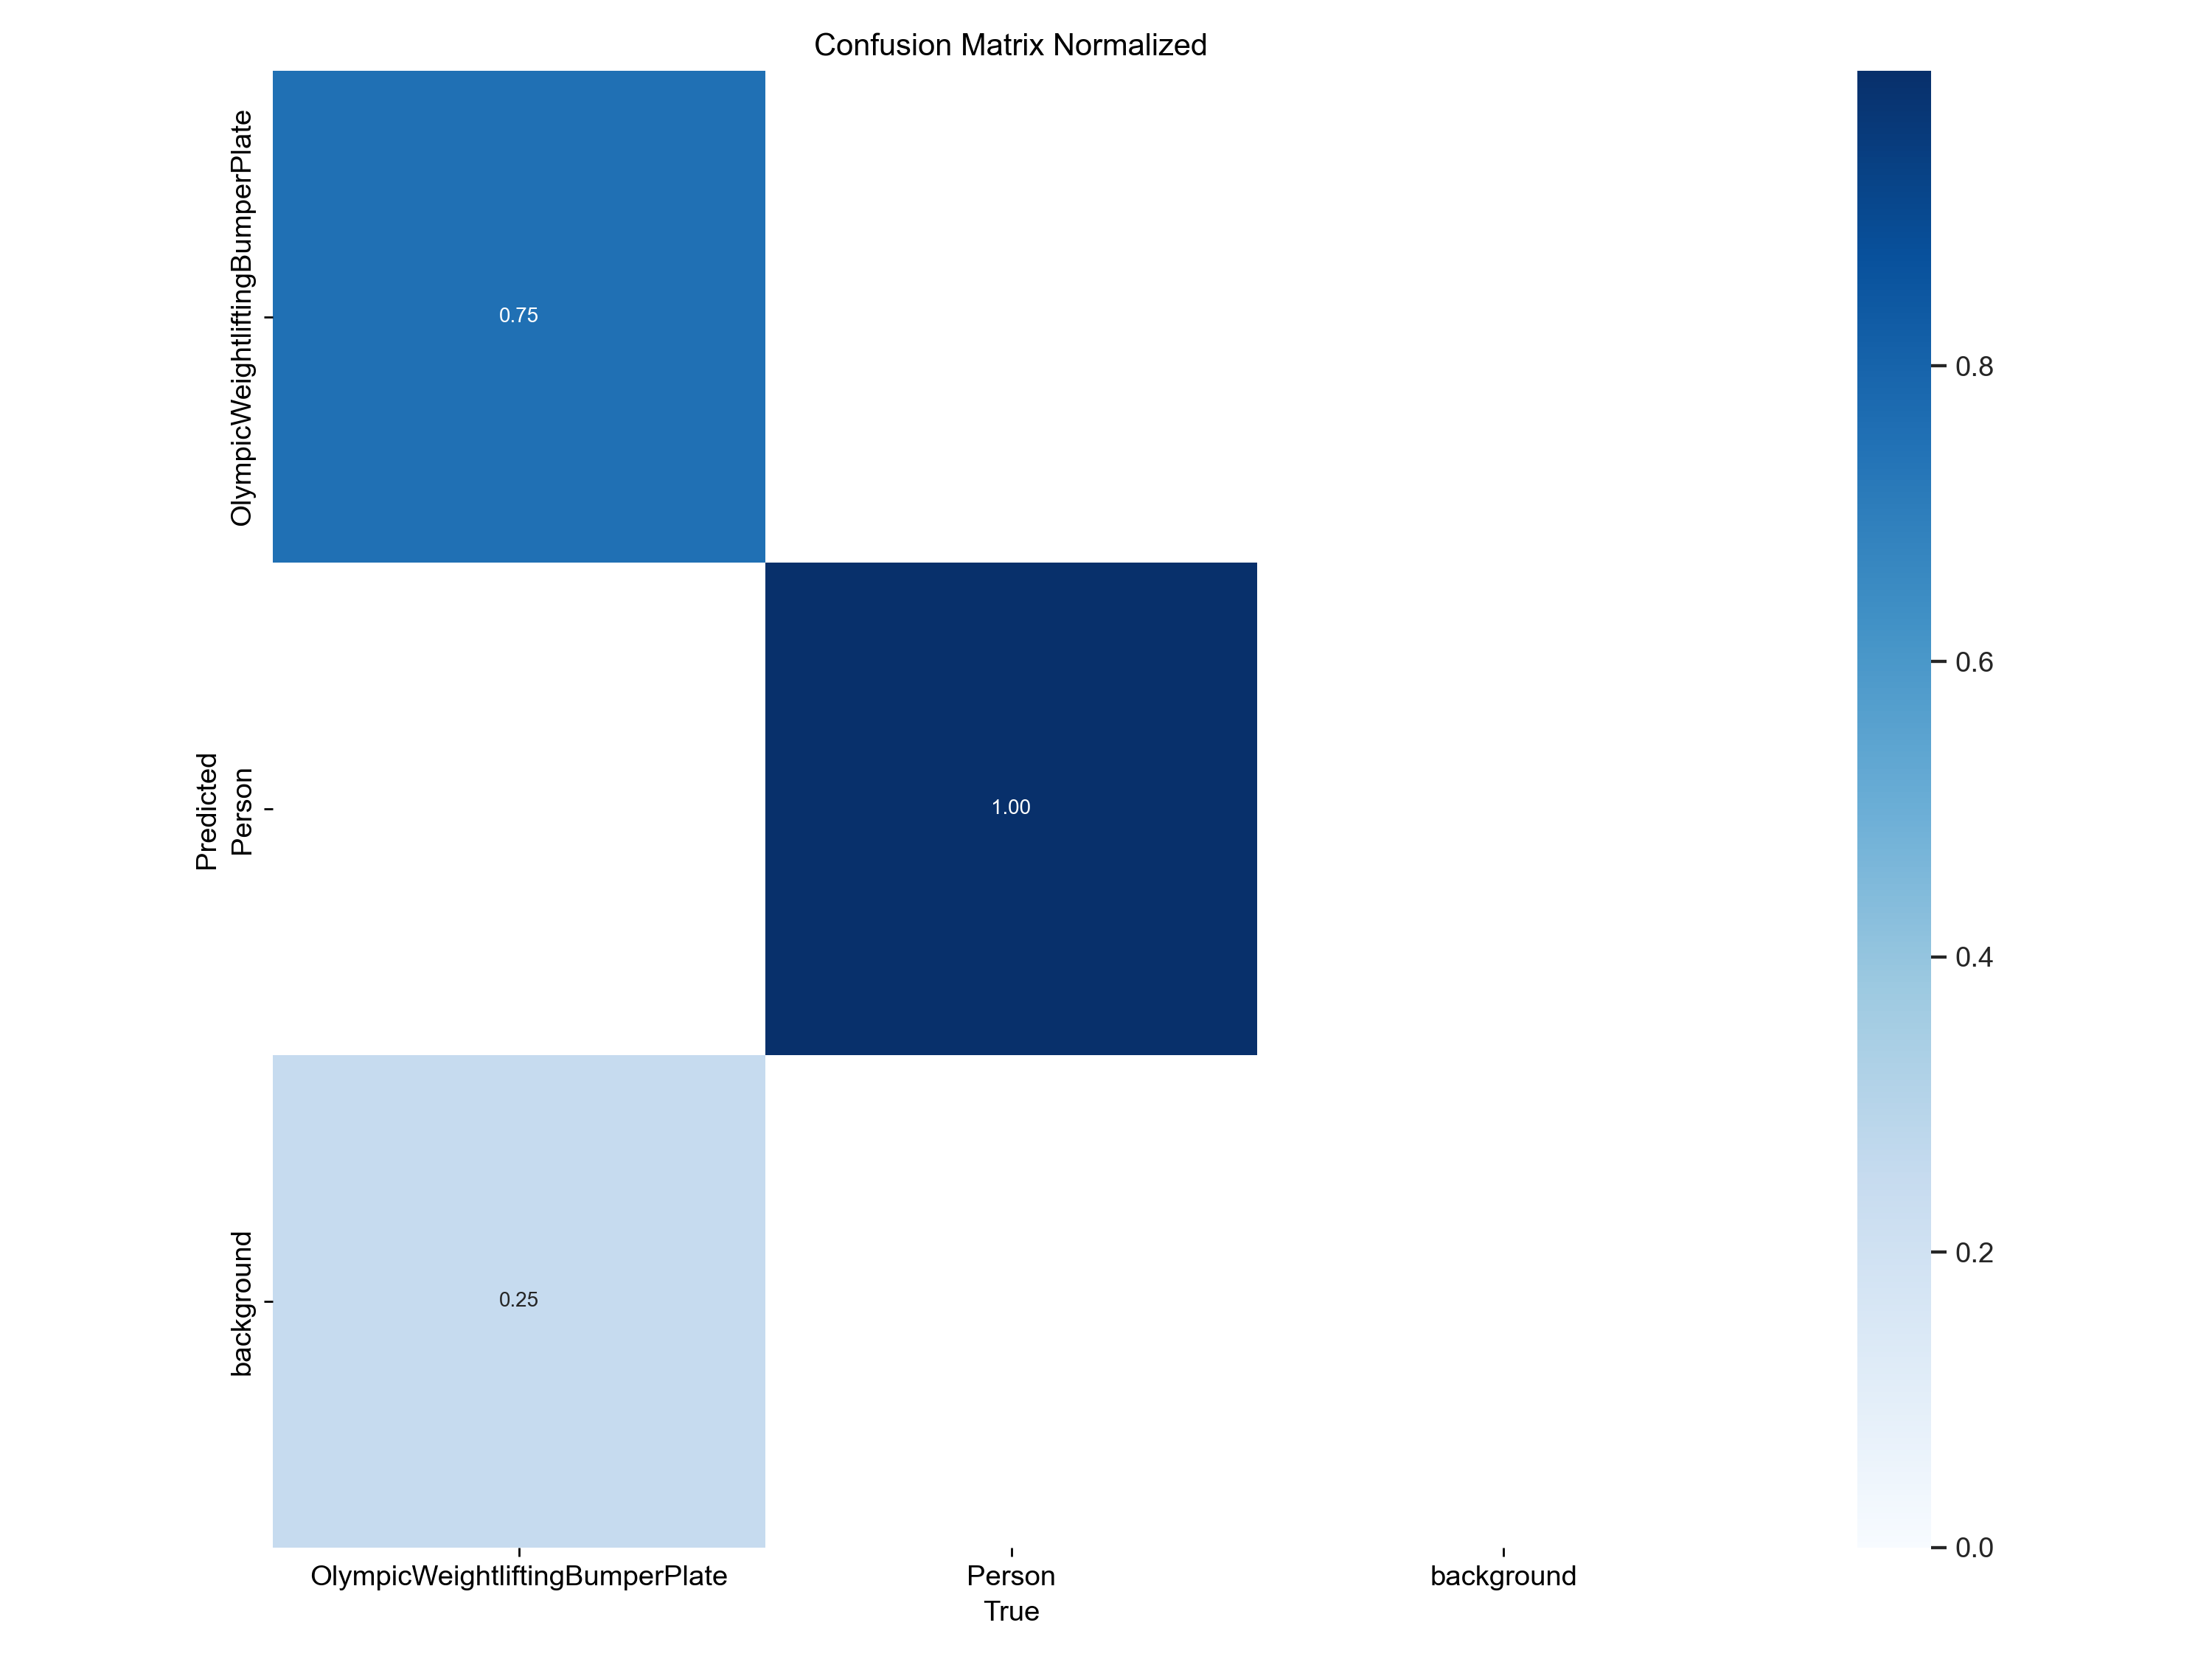 Confusion Matrix Normalized
OlympicWeightliftingBumperPlate
Person
background
Predicted
0.75
1.00
0.25
OlympicWeightliftingBumperPlate
Person
background
True
0.8
0.6
0.4
0.2
0.0